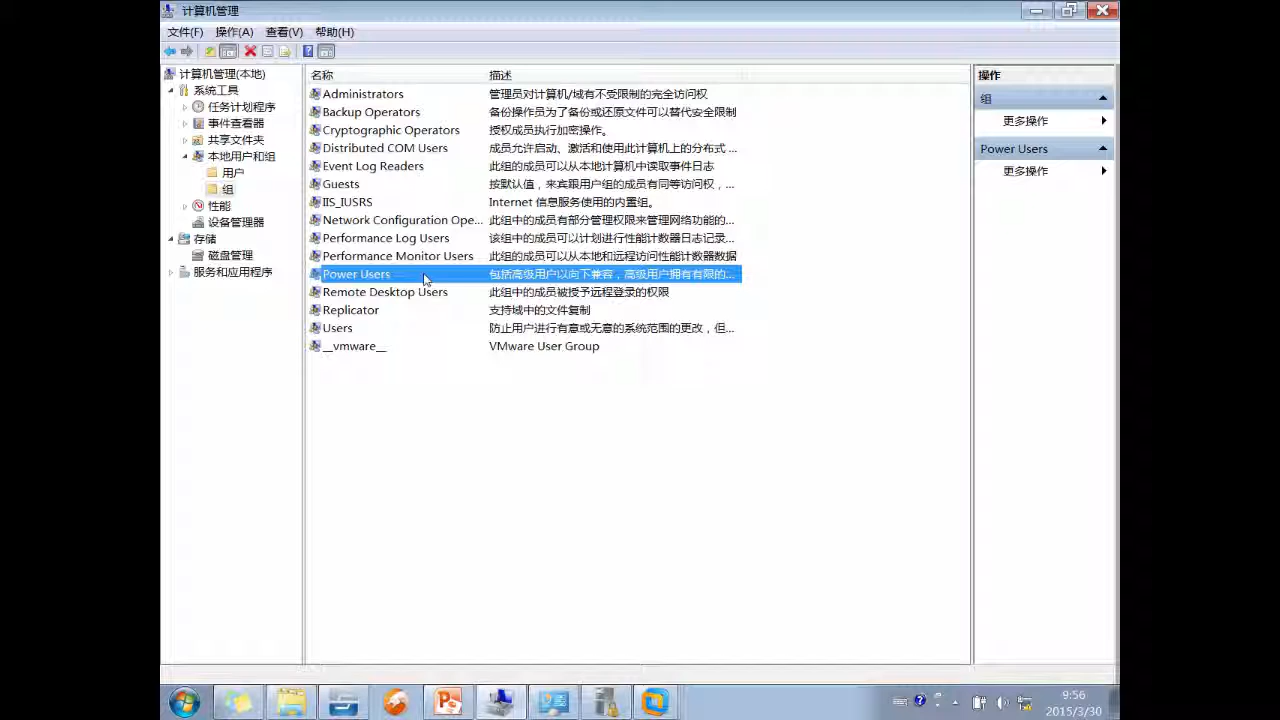 计算机管理
文件(F) 操作(A) 查看(V) 帮助(H)
计算机管理(本地)
系统工具
任务计划程序
事件查看器
共享文件夹
本地用户和组
用户
组
性能
设备管理器
存储
磁盘管理
服务和应用程序
名称 描述
Administrators 管理员对计算机/域有不受限制的完全访问权
Backup Operators 备份操作员为了备份或还原文件可以替代安全限制
Cryptographic Operators 授权成员执行加密操作。
Distributed COM Users 成员允许启动、激活和使用此计算机上的分布式 ...
Event Log Readers 此组的成员可以从本地计算机中读取事件日志
Guests 按默认值，来宾跟用户组的成员有同等访问权，...
IIS_IUSRS Internet 信息服务使用的内置组。
Network Configuration Ope... 此组中的成员有部分管理权限来管理网络功能的...
Performance Log Users 该组中的成员可以计划进行性能计数器日志记录...
Performance Monitor Users 此组的成员可以从本地和远程访问性能计数器数据
Power Users 包括高级用户以向下兼容，高级用户拥有有限的...
Remote Desktop Users 此组中的成员被授予远程登录的权限
Replicator 支持域中的文件复制
Users 防止用户进行有意或无意的系统范围的更改，但...
__vmware__ VMware User Group
操作
组
更多操作
Power Users
更多操作
9:56
2015/3/30